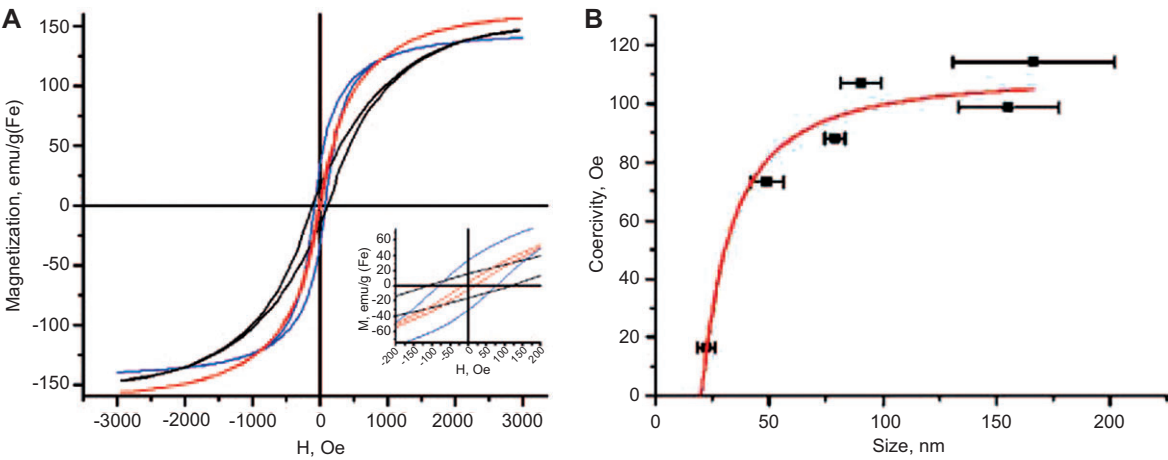 A
150
100
50
0
-50
-100
-150
Magnetization, emu/g(Fe)
-3000 -2000 -1000 0 1000 2000 3000
H, Oe
60
40
20
0
-20
-40
-60
M, emu/g (Fe)
-200 -150 -100 -50 0 50 100 150 200
H, Oe
B
120
100
80
60
40
20
0
Coercivity, Oe
0 50 100 150 200
Size, nm